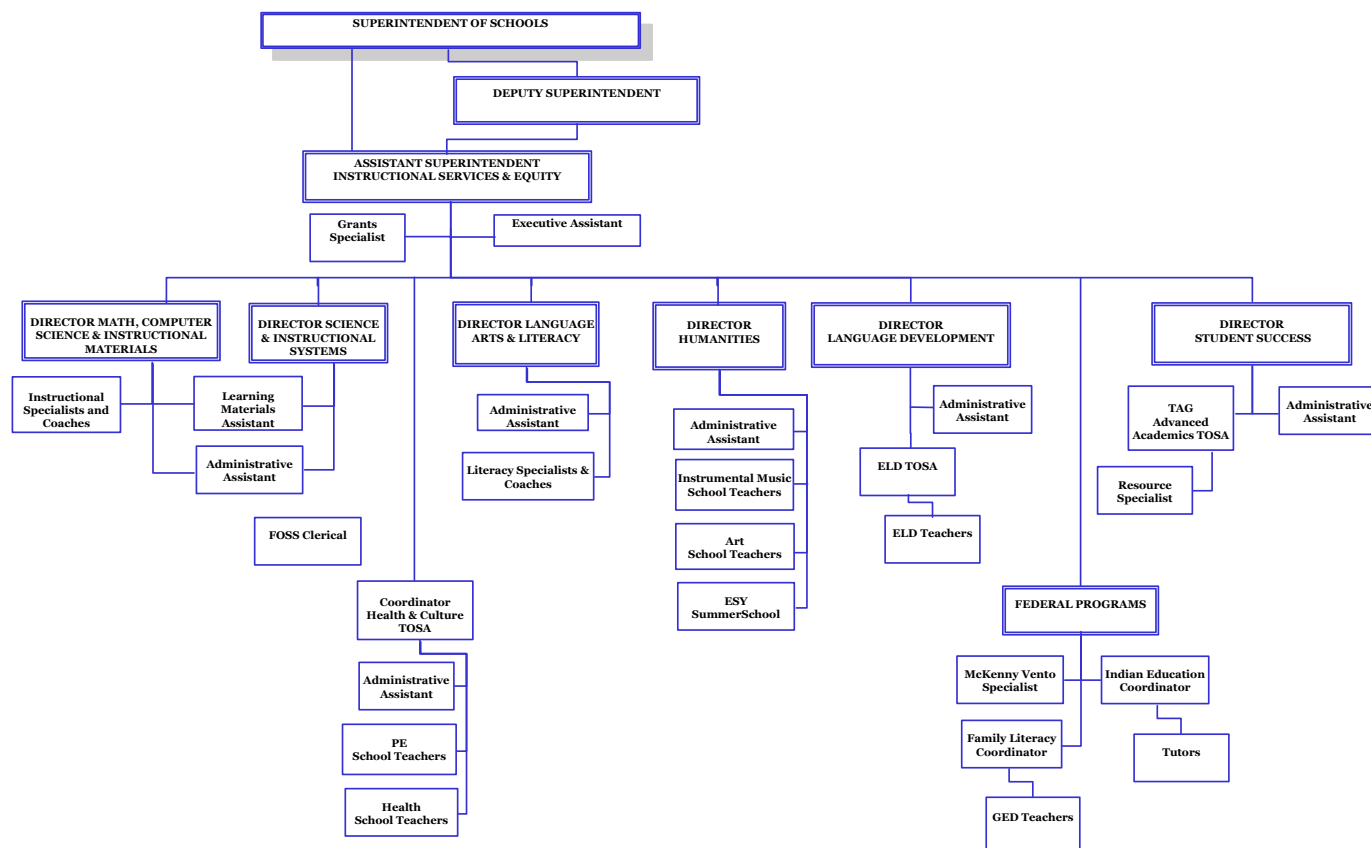 SUPERINTENDENT OF SCHOOLS
DEPUTY SUPERINTENDENT
ASSISTANT SUPERINTENDENT
INSTRUCTIONAL SERVICES & EQUITY
Grants
Specialist
Executive Assistant
DIRECTOR MATH, COMPUTER
SCIENCE & INSTRUCTIONAL
MATERIALS
DIRECTOR SCIENCE
& INSTRUCTIONAL
SYSTEMS
DIRECTOR LANGUAGE
ARTS & LITERACY
DIRECTOR
HUMANITIES
DIRECTOR
LANGUAGE DEVELOPMENT
DIRECTOR
STUDENT SUCCESS
Instructional
Specialists and
Coaches
Learning
Materials
Assistant
Administrative
Assistant
FOSS Clerical
Administrative
Assistant
Literacy Specialists &
Coaches
Administrative
Assistant
Instrumental Music
School Teachers
Art
School Teachers
ESY
SummerSchool
Administrative
Assistant
ELD TOSA
ELD Teachers
TAG
Advanced
Academics TOSA
Administrative
Assistant
Resource
Specialist
Coordinator
Health & Culture
TOSA
Administrative
Assistant
PE
School Teachers
Health
School Teachers
FEDERAL PROGRAMS
McKenny Vento
Specialist
Indian Education
Coordinator
Family Literacy
Coordinator
Tutors
GED Teachers